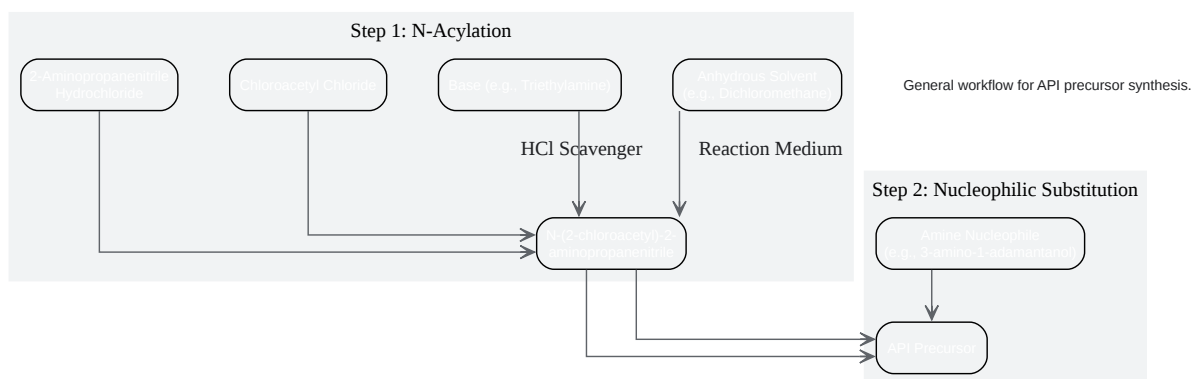 Step 1: N-Acylation
2-Aminopropanenitrile
Hydrochloride
Chloroacetyl Chloride
Base (e.g., Triethylamine)
Anhydrous Solvent
(e.g., Dichloromethane)
General workflow for API precursor synthesis.
HCl Scavenger
Reaction Medium
Step 2: Nucleophilic Substitution
N-(2-chloroacetyl)-2-
aminopropanenitrile
Amine Nucleophile
(e.g., 3-amino-1-adamantanol)
API Precursor